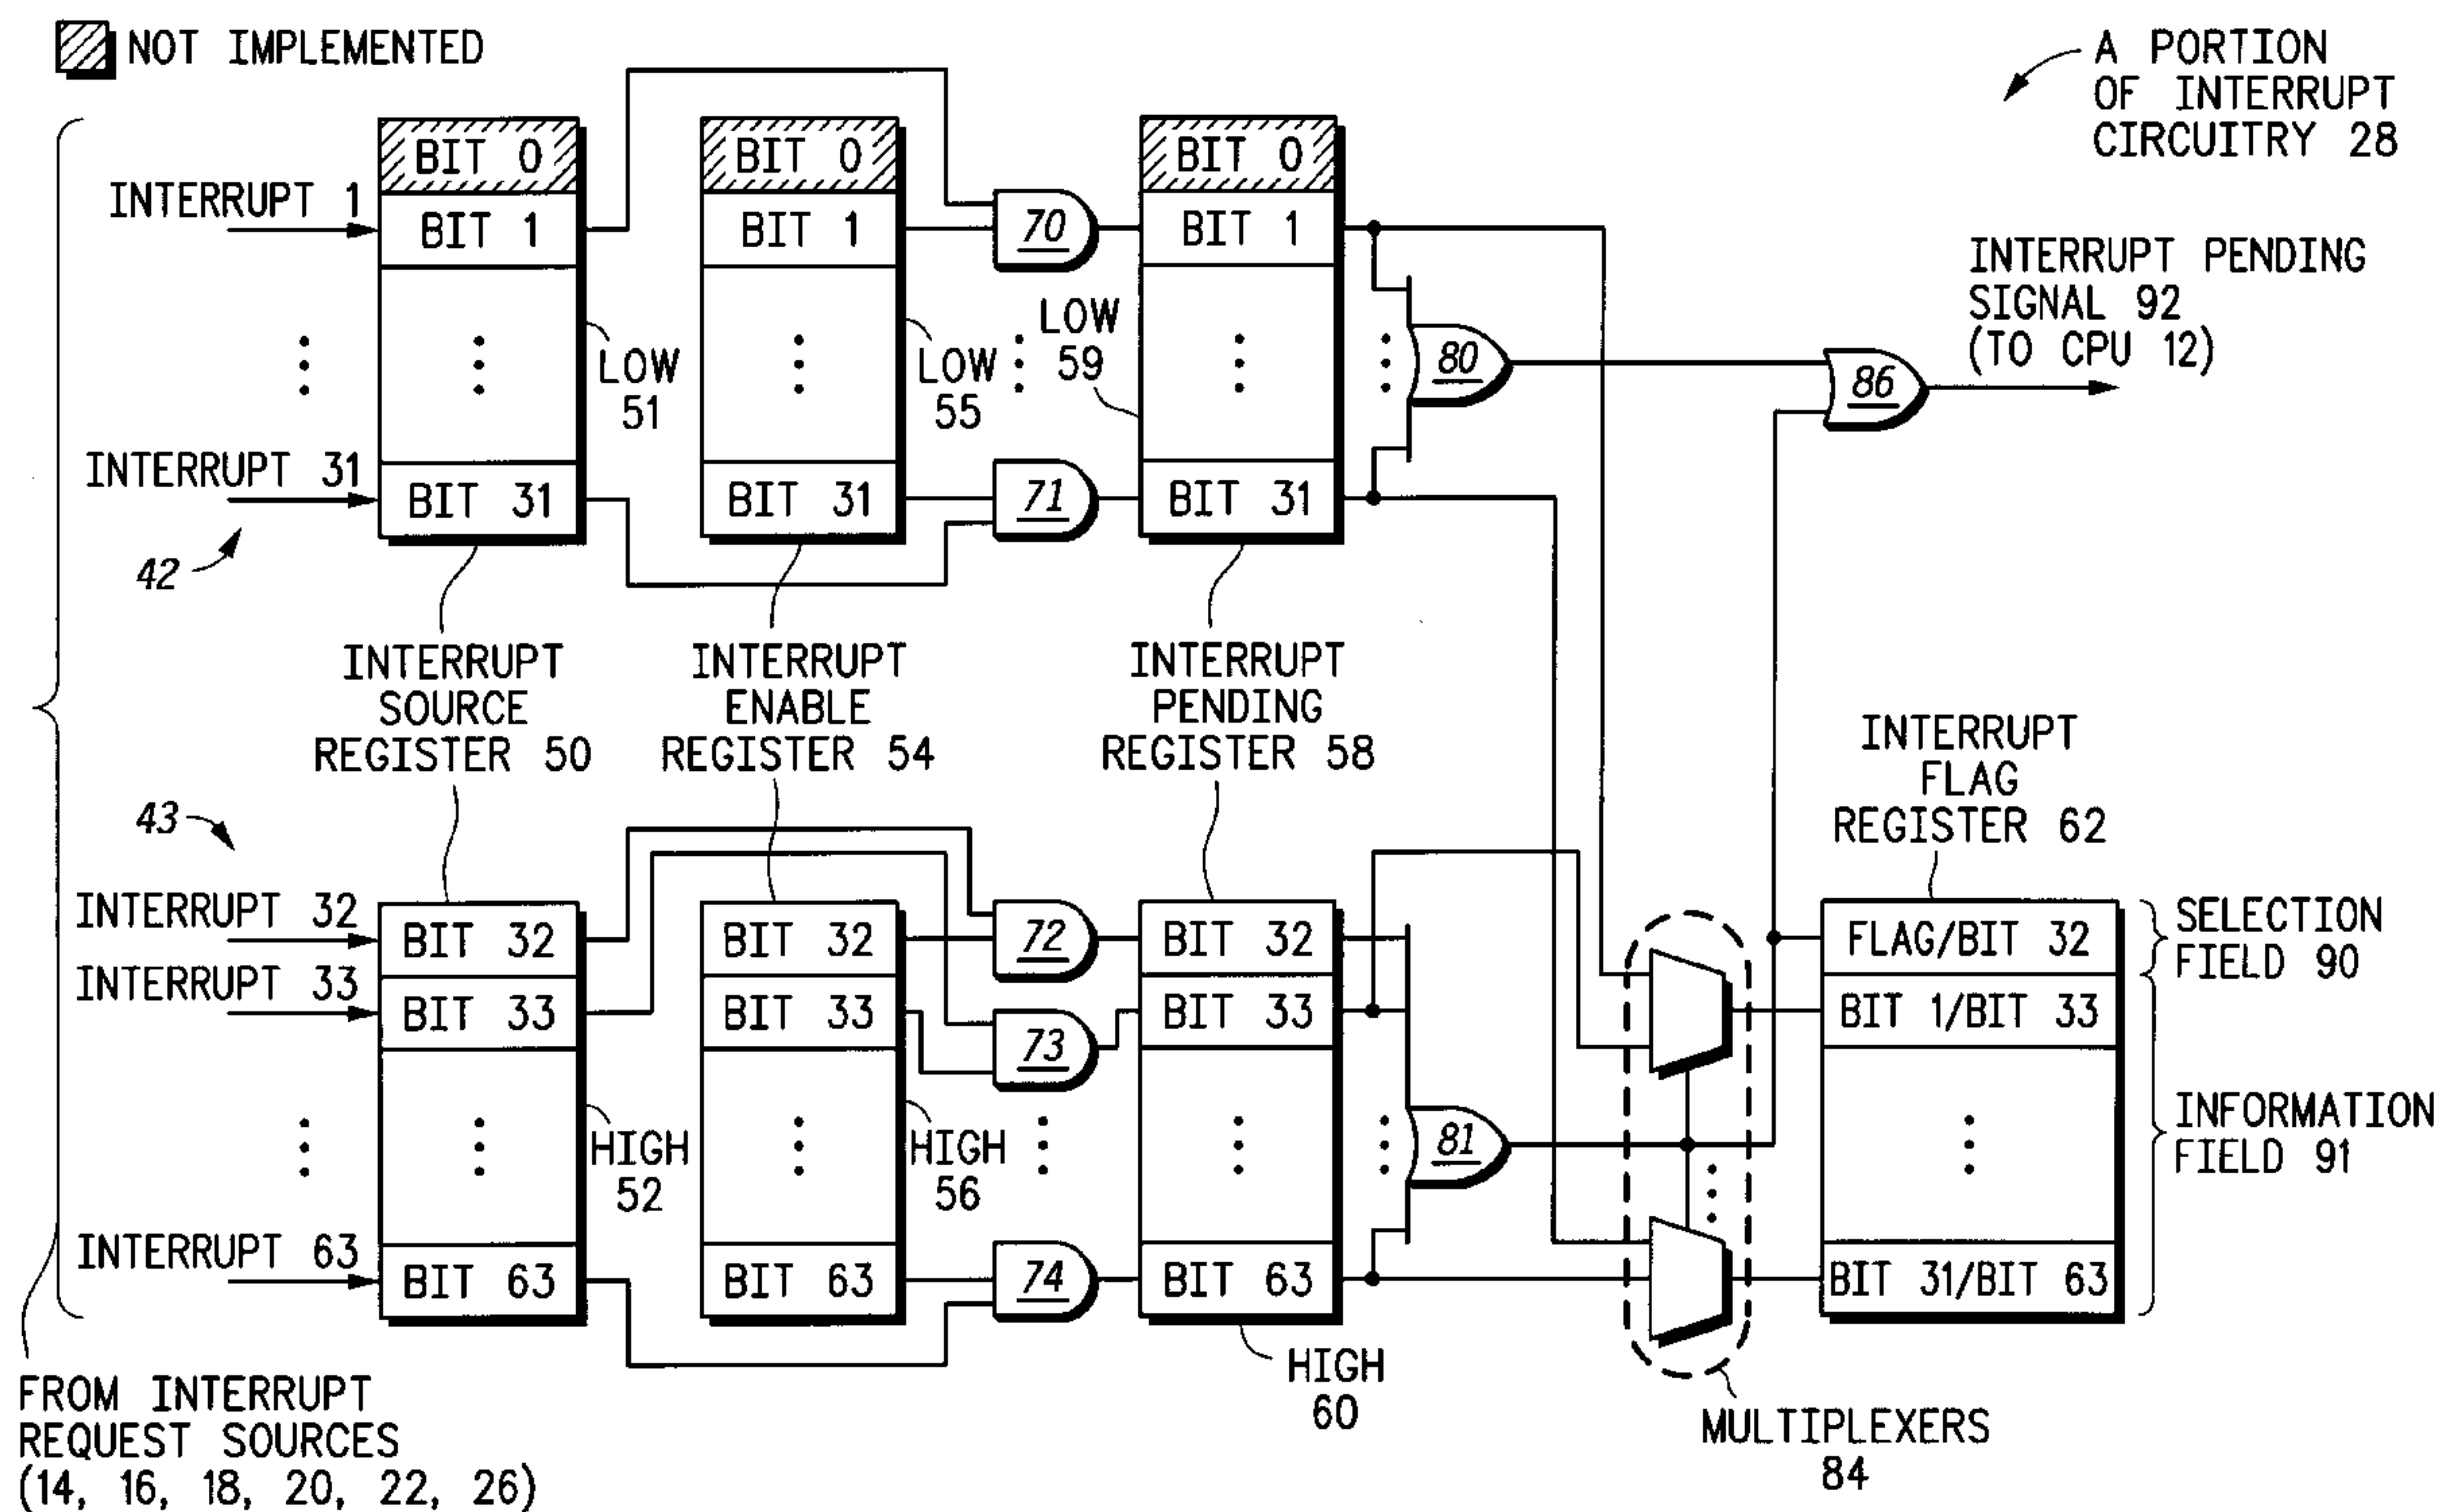 NOT IMPLEMENTED
A PORTION
OF INTERRUPT
CIRCUITRY 28
BIT 0
BIT 0
BIT 0
INTERRUPT 1
BIT 1
BIT 1
70
BIT 1
INTERRUPT PENDING
SIGNAL 92
(TO CPU 12)
LOW
51
LOW
55
LOW
59
80
86
INTERRUPT 31
BIT 31
BIT 31
71
BIT 31
42
INTERRUPT
SOURCE
REGISTER 50
INTERRUPT
ENABLE
REGISTER 54
INTERRUPT
PENDING
REGISTER 58
INTERRUPT
FLAG
REGISTER 62
43
INTERRUPT 32
BIT 32
BIT 32
72
BIT 32
FLAG/BIT 32
SELECTION
FIELD 90
INTERRUPT 33
BIT 33
BIT 33
73
BIT 33
BIT 1/BIT 33
HIGH
52
HIGH
56
81
INFORMATION
FIELD 91
INTERRUPT 63
BIT 63
BIT 63
74
BIT 63
BIT 31/BIT 63
HIGH
60
MULTIPLEXERS
84
FROM INTERRUPT
REQUEST SOURCES
(14, 16, 18, 20, 22, 26)